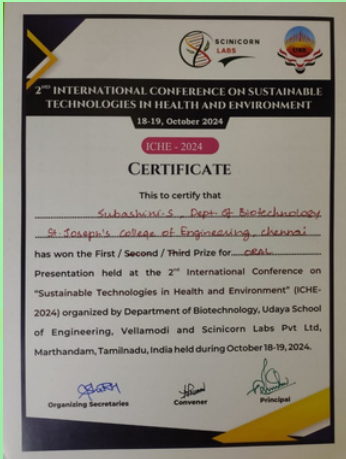 SCINICORN
LABS
2ND INTERNATIONAL CONFERENCE ON SUSTAINABLE
TECHNOLOGIES IN HEALTH AND ENVIRONMENT
18-19, October 2024
ICHE - 2024
CERTIFICATE
This to certify that
Subashini.S, Dept. of Biotechnology,
St. Joseph's College of Engineering, chennai
has won the First / Second / Third Prize for ORAL
Presentation held at the 2nd International Conference on
"Sustainable Technologies in Health and Environment" (ICHE-
2024) organized by Department of Biotechnology, Udaya School
of Engineering, Vellamodi and Scinicorn Labs Pvt Ltd,
Marthandam, Tamilnadu, India held during October 18-19, 2024.
Organizing Secretaries
Convener
Principal